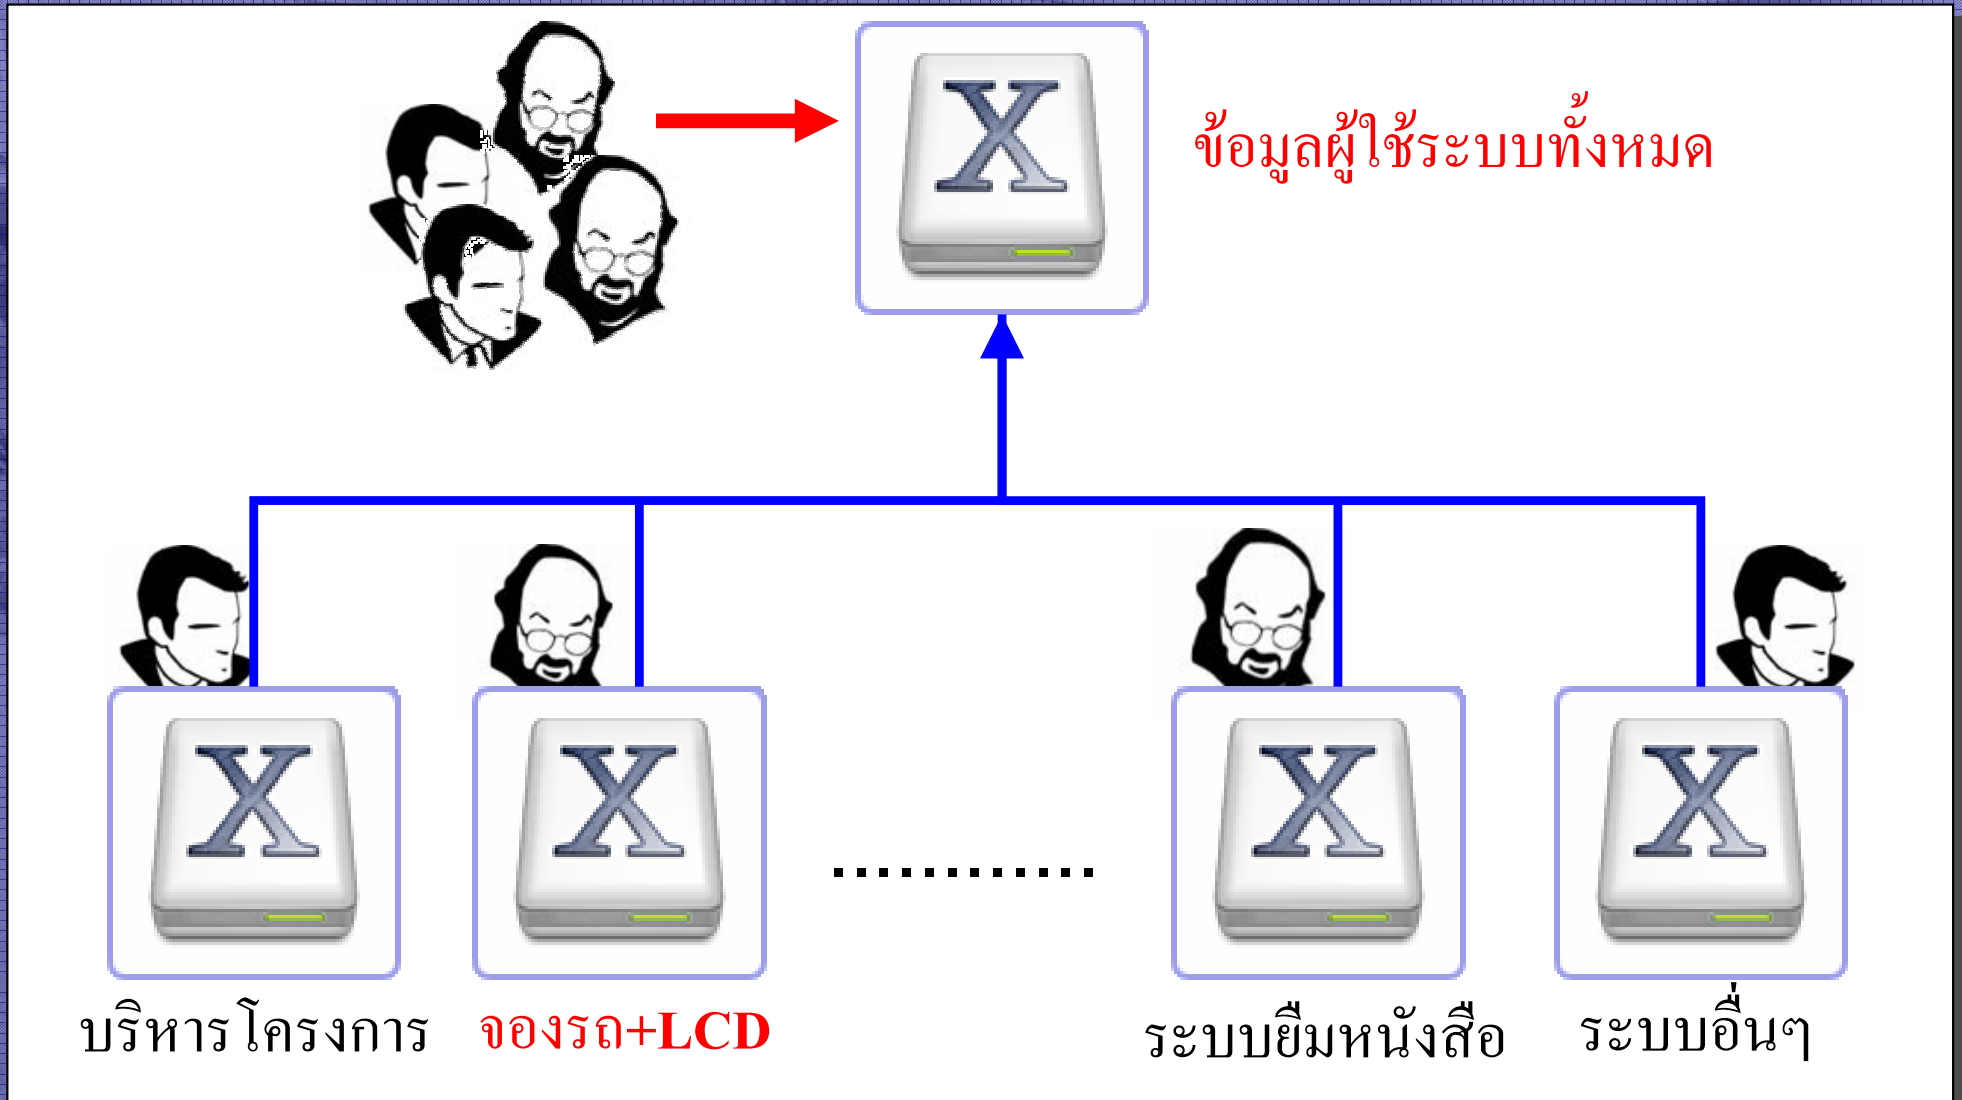 X
ข้อมูลผู้ใช้ระบบทั้งหมด
X
X
X
X
บริหารโครงการ
จองรถ+LCD
ระบบยืมหนังสือ
ระบบอื่นๆ